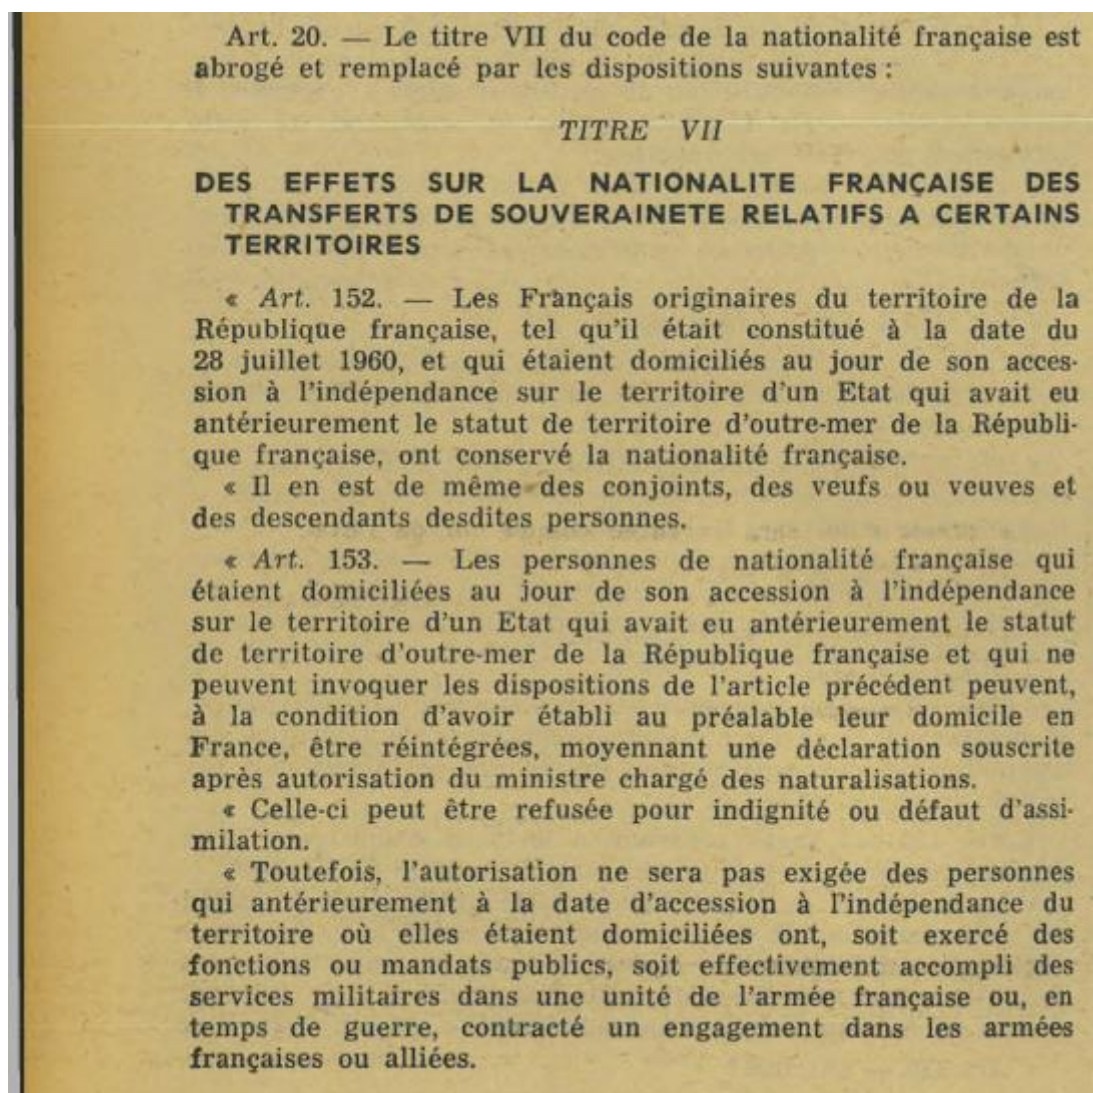 Art. 20. — Le titre VII du code de la nationalité française est
abrogé et remplacé par les dispositions suivantes :
TITRE VII
DES EFFETS SUR LA NATIONALITE FRANÇAISE DES
TRANSFERTS DE SOUVERAINETE RELATIFS A CERTAINS
TERRITOIRES
« Art. 152. — Les Français originaires du territoire de la
République française, tel qu'il était constitué à la date du
28 juillet 1960, et qui étaient domiciliés au jour de son acces-
sion à l'indépendance sur le territoire d'un Etat qui avait eu
antérieurement le statut de territoire d'outre-mer de la Républi-
que française, ont conservé la nationalité française.
« Il en est de même des conjoints, des veufs ou veuves et
des descendants desdites personnes.
« Art. 153. — Les personnes de nationalité française qui
étaient domiciliées au jour de son accession à l'indépendance
sur le territoire d'un Etat qui avait eu antérieurement le statut
de territoire d'outre-mer de la République française et qui ne
peuvent invoquer les dispositions de l'article précédent peuvent,
à la condition d'avoir établi au préalable leur domicile en
France, être réintégrées, moyennant une déclaration souscrite
après autorisation du ministre chargé des naturalisations.
« Celle-ci peut être refusée pour indignité ou défaut d'assi-
milation.
« Toutefois, l'autorisation ne sera pas exigée des personnes
qui antérieurement à la date d'accession à l'indépendance du
territoire où elles étaient domiciliées ont, soit exercé des
fonctions ou mandats publics, soit effectivement accompli des
services militaires dans une unité de l'armée française ou, en
temps de guerre, contracté un engagement dans les armées
françaises ou alliées.